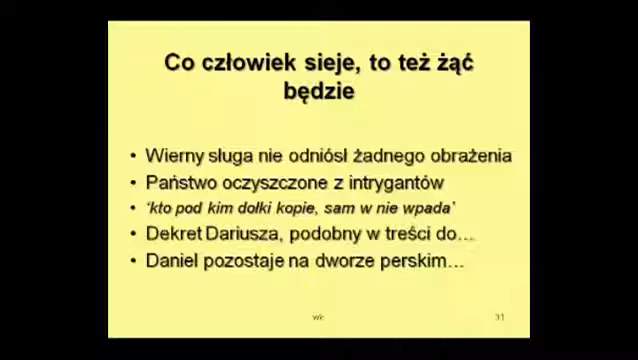 Co człowiek sieje, to też żąć
będzie
• Wierny sługa nie odniósł żadnego obrażenia
• Państwo oczyszczone z intrygantów
• ‘kto pod kim dołki kopie, sam w nie wpada’
• Dekret Dariusza, podobny w treści do…
• Daniel pozostaje na dworze perskim…
wk
31